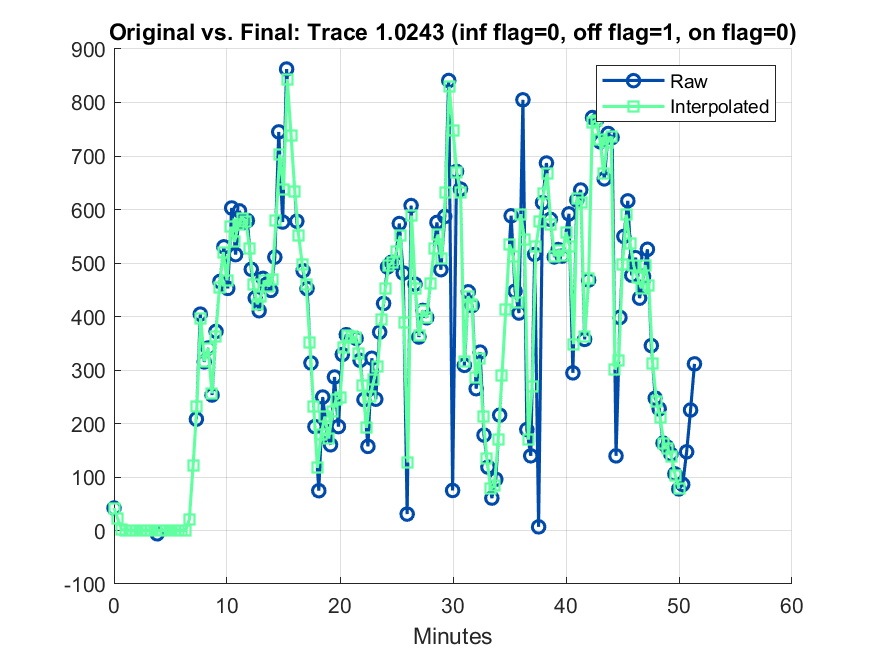 Original vs. Final: Trace 1.0243 (inf flag=0, off flag=1, on flag=0)
900
800
700
600
500
400
300
200
100
0
-100
Raw
Interpolated
0 10 20 30 40 50 60
Minutes